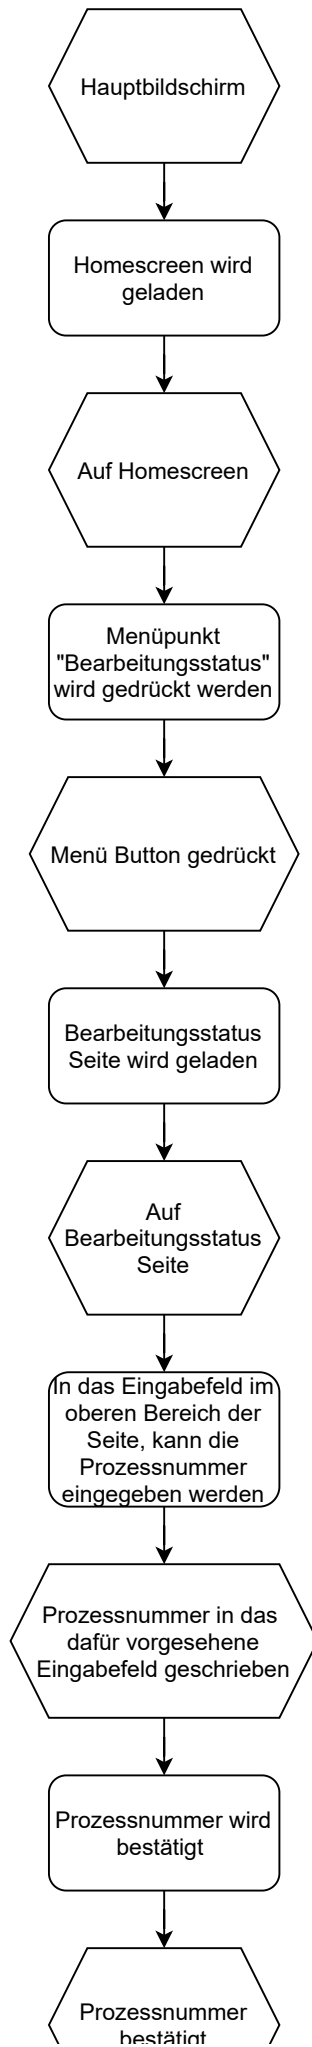 Hauptbildschirm
Homescreen wird
geladen
Auf Homescreen
Menüpunkt
"Bearbeitungsstatus"
wird gedrückt werden
Menü Button gedrückt
Bearbeitungsstatus
Seite wird geladen
Auf
Bearbeitungsstatus
Seite
In das Eingabefeld im
oberen Bereich der
Seite, kann die
Prozessnummer
eingegeben werden
Prozessnummer in das
dafür vorgesehene
Eingabefeld geschrieben
Prozessnummer wird
bestätigt
Prozessnummer
bestätigt